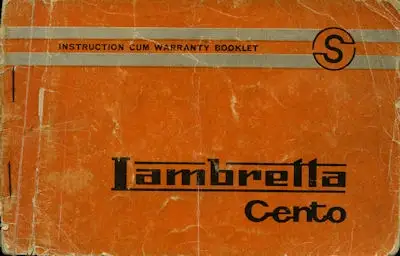 INSTRUCTION CUM WARRANTY BOOKLET
S
Lambretta
Cento